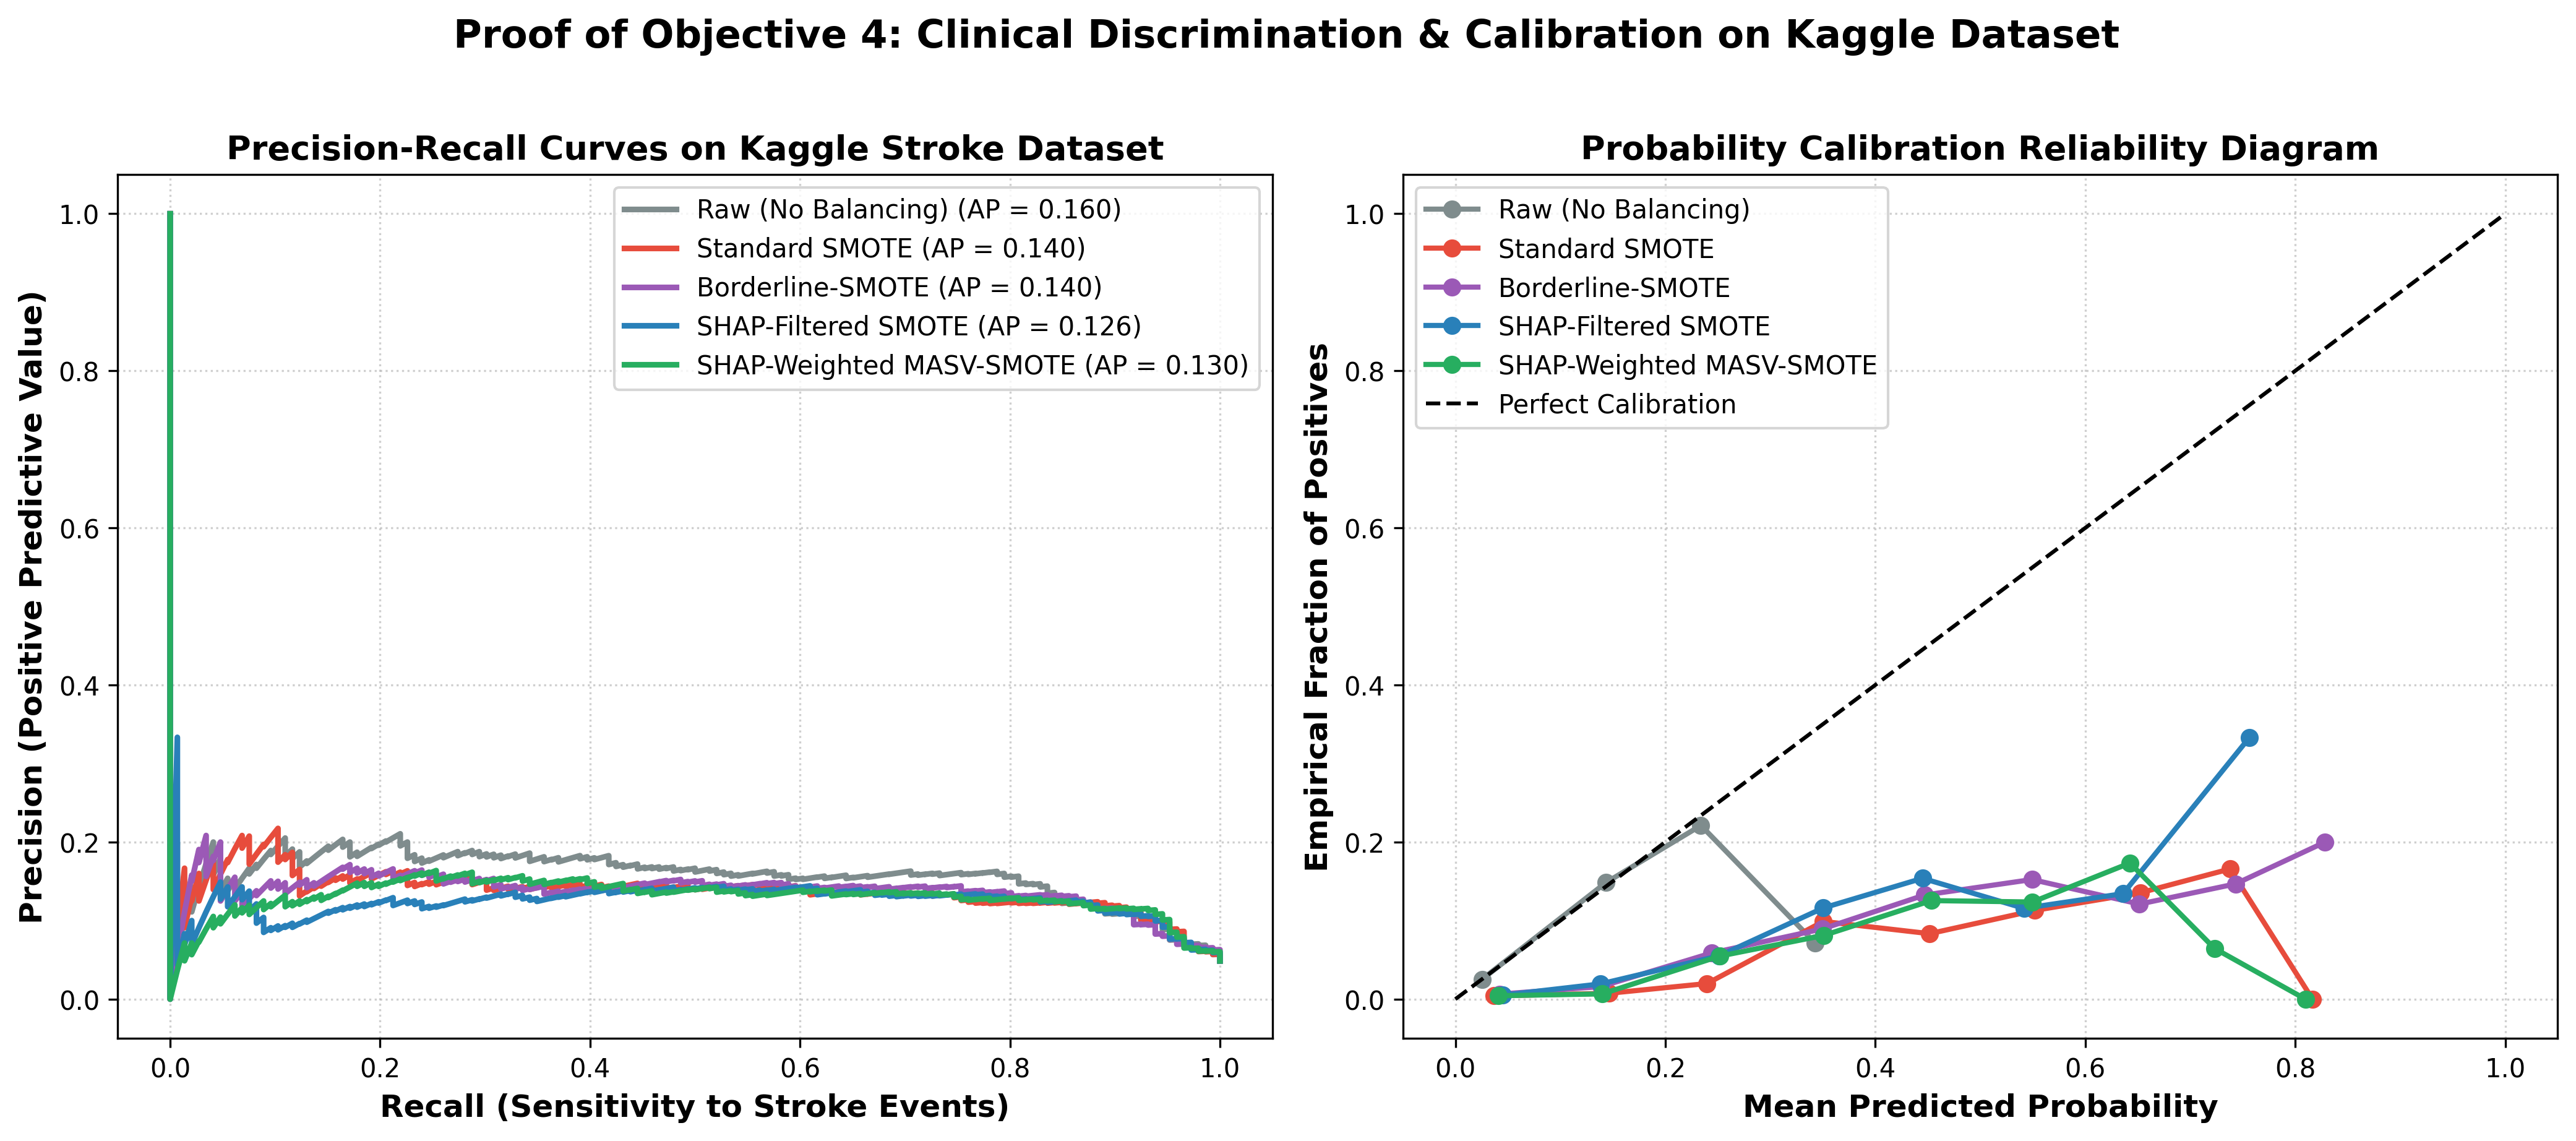 Proof of Objective 4: Clinical Discrimination & Calibration on Kaggle Dataset
Precision-Recall Curves on Kaggle Stroke Dataset
Precision (Positive Predictive Value)
1.0
0.8
0.6
0.4
0.2
0.0
Raw (No Balancing) (AP = 0.160)
Standard SMOTE (AP = 0.140)
Borderline-SMOTE (AP = 0.140)
SHAP-Filtered SMOTE (AP = 0.126)
SHAP-Weighted MASV-SMOTE (AP = 0.130)
0.0 0.2 0.4 0.6 0.8 1.0
Recall (Sensitivity to Stroke Events)
Probability Calibration Reliability Diagram
Empirical Fraction of Positives
1.0
0.8
0.6
0.4
0.2
0.0
Raw (No Balancing)
Standard SMOTE
Borderline-SMOTE
SHAP-Filtered SMOTE
SHAP-Weighted MASV-SMOTE
Perfect Calibration
0.0 0.2 0.4 0.6 0.8 1.0
Mean Predicted Probability